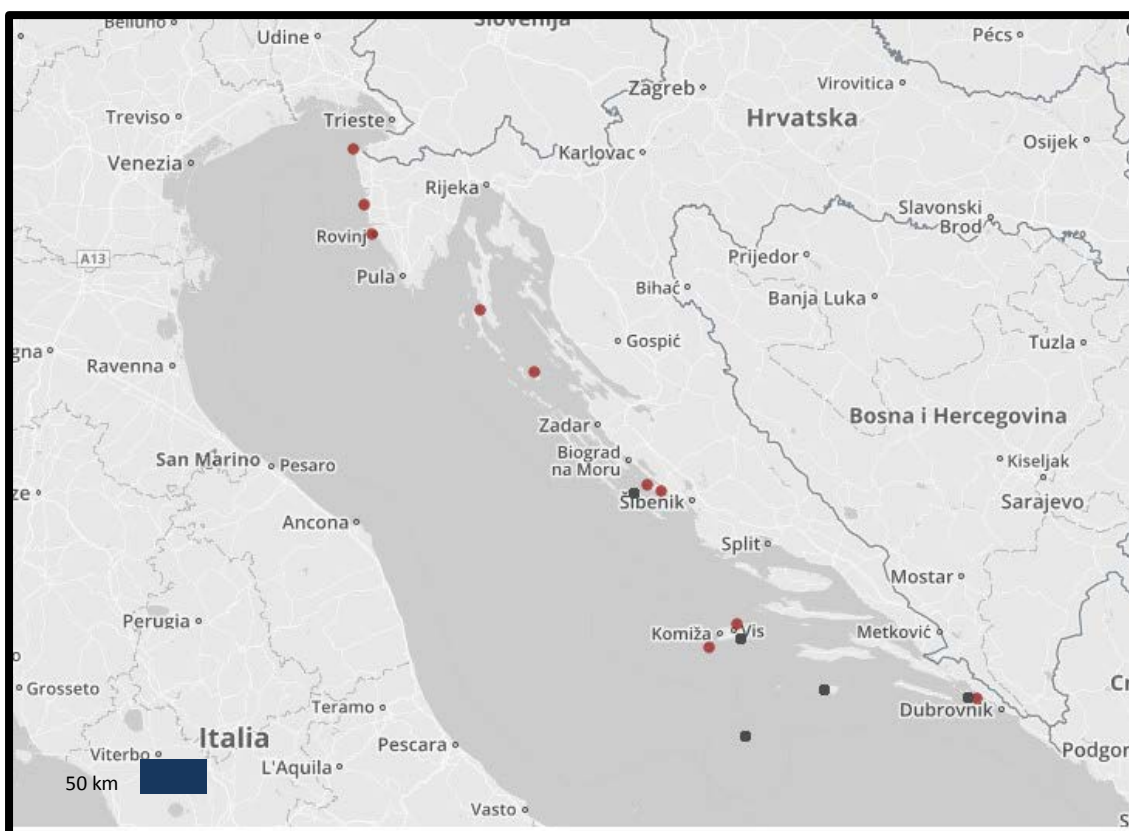 Belluno
Slovenija
Udine
Pécs
Zagreb
Virovitica
Treviso
Trieste
Hrvatska
Osijek
Venezia
Karlovac
Rijeka
Slavonski
Brod
Rovinj
A13
Prijedor
Pula
Bihać
Banja Luka
gna
Gospić
Tuzla
Ravenna
Zadar
Bosna i Hercegovina
Biograd
na Moru
San Marino
Pesaro
Kiseljak
ze
Šibenik
Sarajevo
Ancona
Split
Mostar
Perugia
Komiža
Vis
Metković
o
Grosseto
Cr
Teramo
Dubrovnik
Italia
Pescara
Podgor
Viterbo
L'Aquila
50 km
Vasto
S